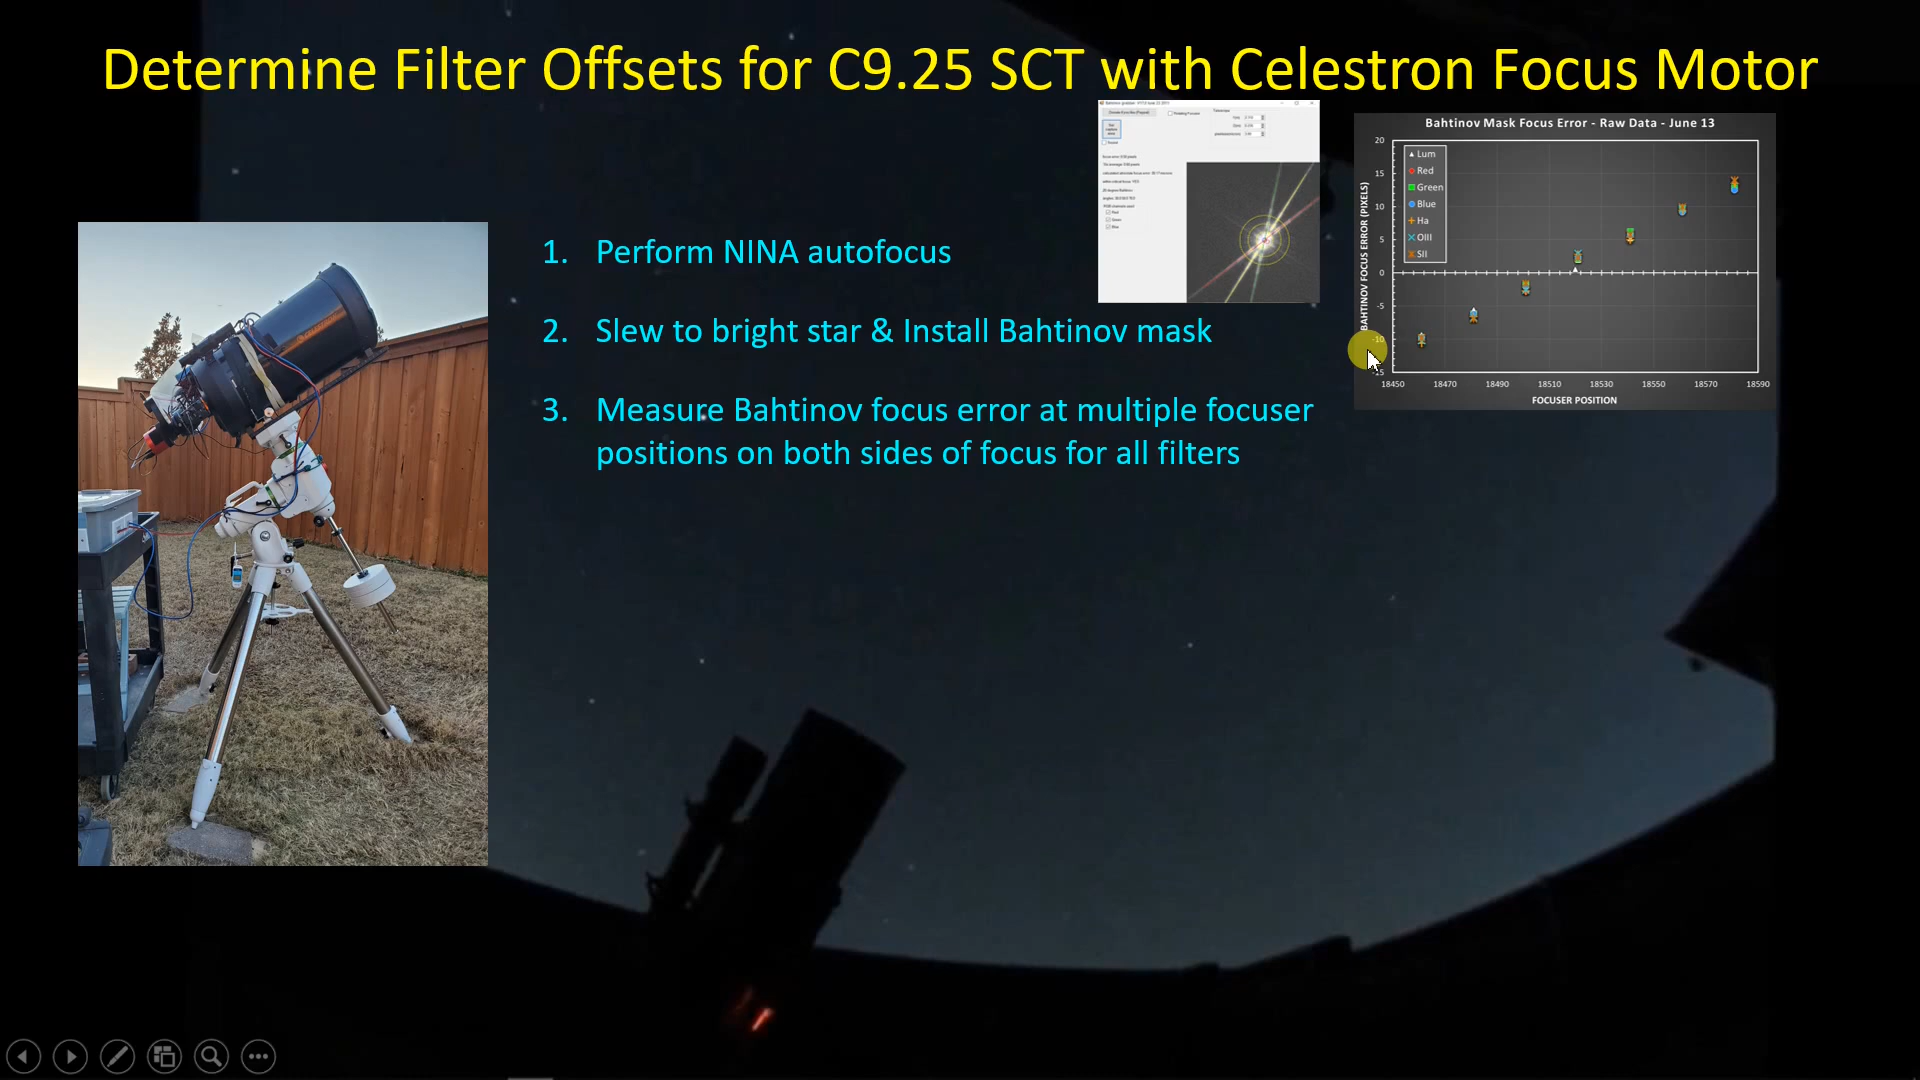 Determine Filter Offsets for C9.25 SCT with Celestron Focus Motor
1. Perform NINA autofocus
2. Slew to bright star & Install Bahtinov mask
3. Measure Bahtinov focus error at multiple focuser
positions on both sides of focus for all filters
Bahtinov Mask Focus Error - Raw Data - June 13
BAHTINOV FOCUS ERROR (PIXELS)
20
15
10
5
0
-5
-10
-15
Lum
Red
Green
Blue
Ha
OIII
SII
18450 18470 18490 18510 18530 18550 18570 18590
FOCUSER POSITION